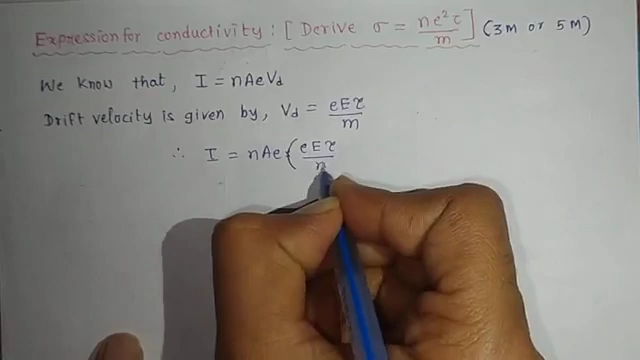 Expression for conductivity : [ Derive σ = ne²τ/m ] (3M or 5M)
We know that, I = nAeVd
Drift velocity is given by, Vd = eEτ/m
∴ I = nAe (eEτ/m